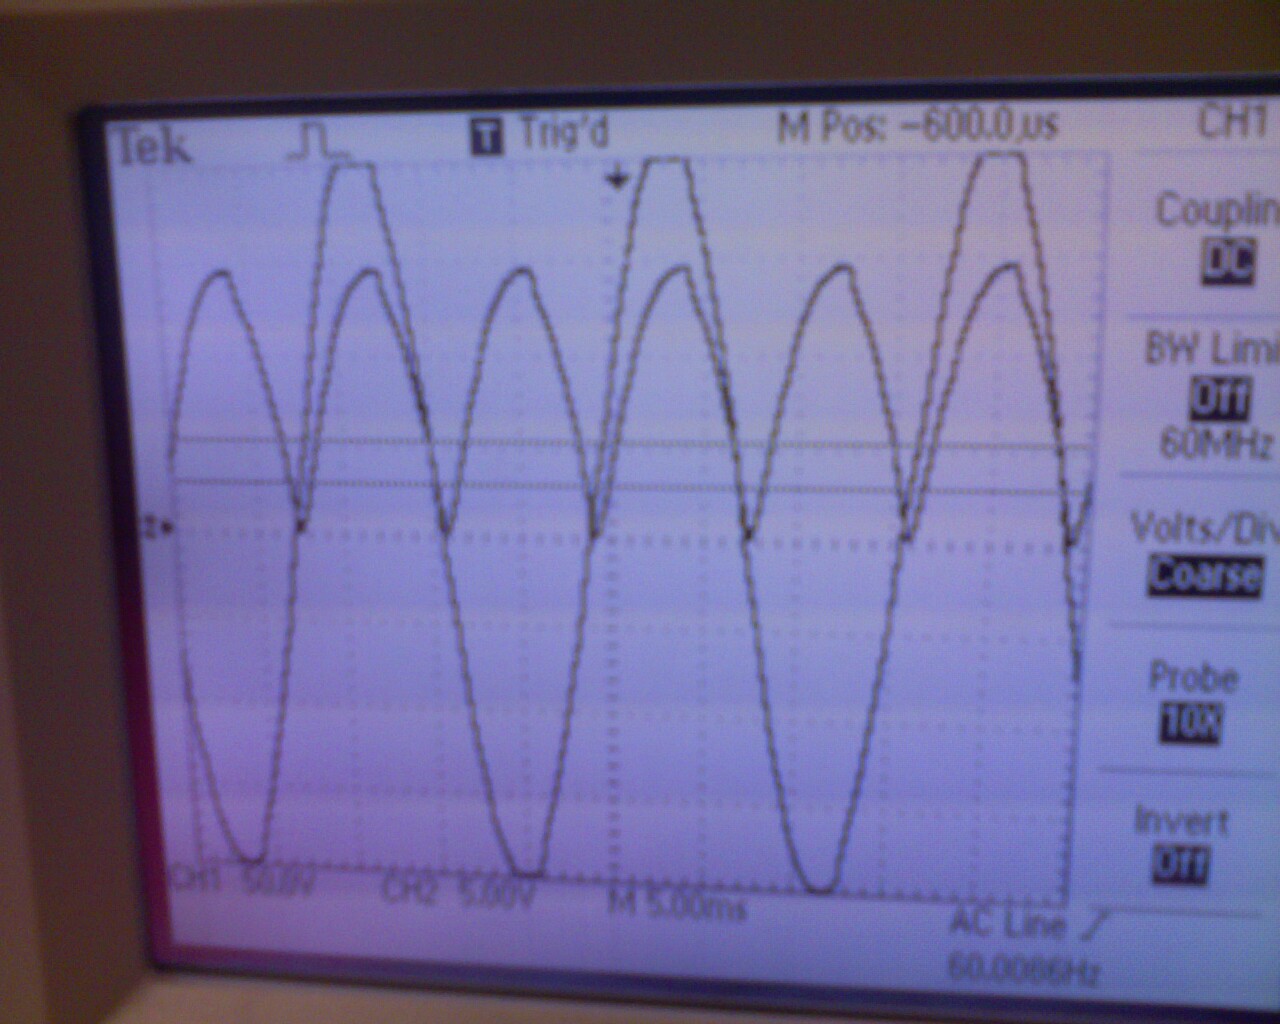 Tek T Trig'd M Pos: -600.0µs CH1
Couplin
DC
BW Limi
Off
60MHz
Volts/Div
Coarse
Probe
10X
Invert
Off
CH1 50.0V CH2 5.00V M 5.00ms
AC Line
60.0086Hz